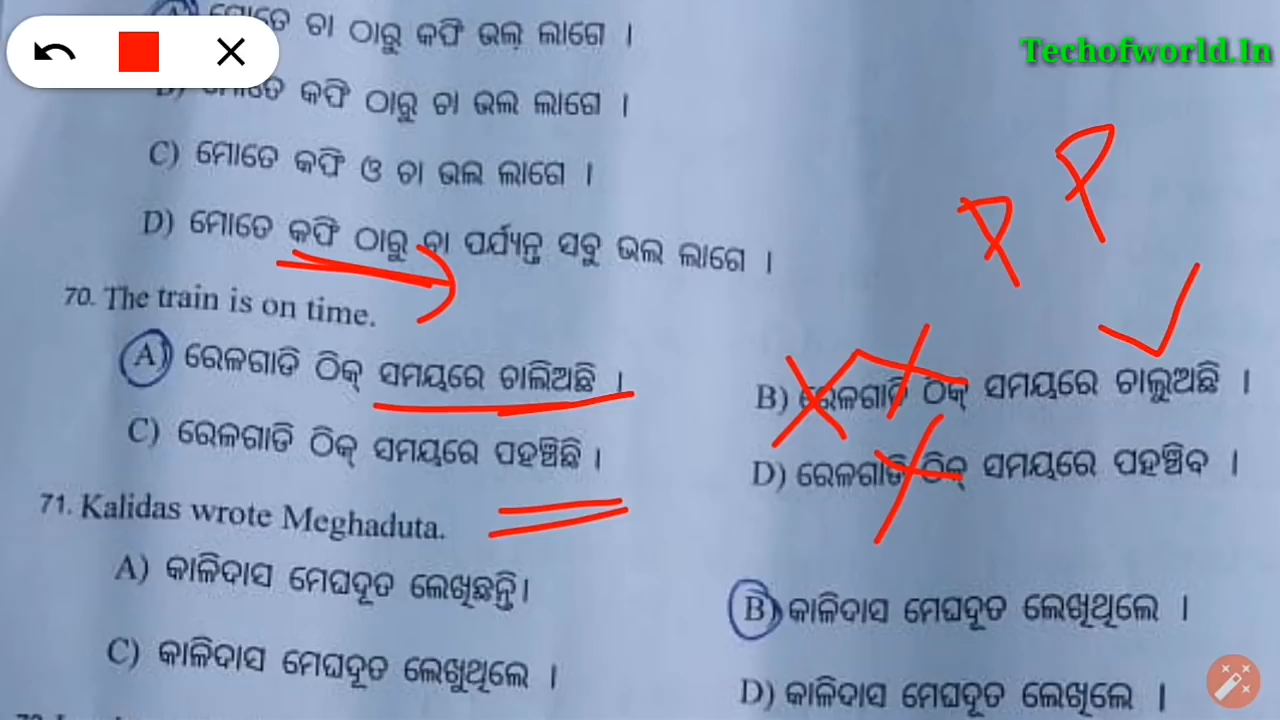 Techofworld.In
A) ମୋତେ ଚା ଠାରୁ କଫି ଭଲ ଲାଗେ ।
B) ମୋତେ କଫି ଠାରୁ ଚା ଭଲ ଲାଗେ ।
C) ମୋତେ କଫି ଓ ଚା ଭଲ ଲାଗେ ।
D) ମୋତେ କଫି ଠାରୁ ଚା ପର୍ଯ୍ୟନ୍ତ ସବୁ ଭଲ ଲାଗେ ।
P P
70. The train is on time.
A) ରେଳଗାଡି ଠିକ୍ ସମୟରେ ଚାଲିଅଛି ।
B) ରେଳଗାଡି ଠିକ୍ ସମୟରେ ଚାଲୁଅଛି ।
C) ରେଳଗାଡି ଠିକ୍ ସମୟରେ ପହଞ୍ଚିଛି ।
D) ରେଳଗାଡି ଠିକ୍ ସମୟରେ ପହଞ୍ଚିବ ।
71. Kalidas wrote Meghaduta.
A) କାଳିଦାସ ମେଘଦୂତ ଲେଖିଛନ୍ତି।
B) କାଳିଦାସ ମେଘଦୂତ ଲେଖିଥିଲେ ।
C) କାଳିଦାସ ମେଘଦୂତ ଲେଖୁଥିଲେ ।
D) କାଳିଦାସ ମେଘଦୂତ ଲେଖିଲେ ।